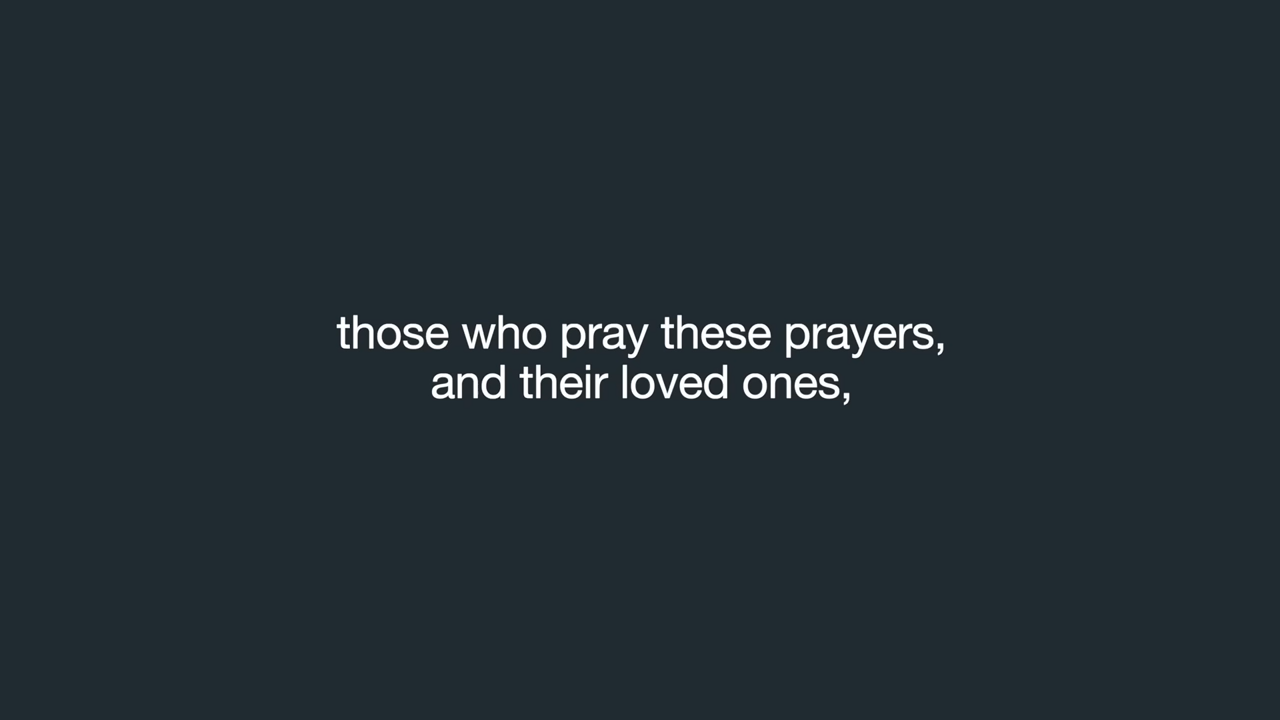 those who pray these prayers,
and their loved ones,